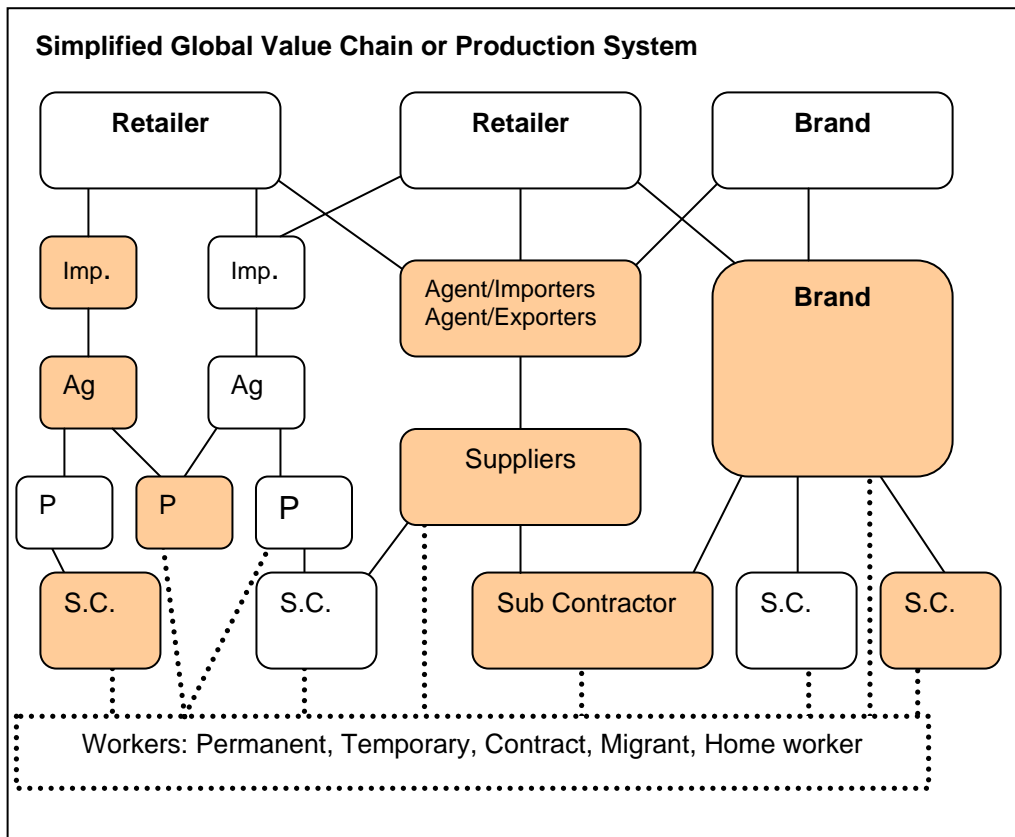 Simplified Global Value Chain or Production System
Retailer
Retailer
Brand
Imp.
Imp.
Agent/Importers
Agent/Exporters
Brand
Ag
Ag
Suppliers
P
P
P
S.C.
S.C.
Sub Contractor
S.C.
S.C.
Workers: Permanent, Temporary, Contract, Migrant, Home worker